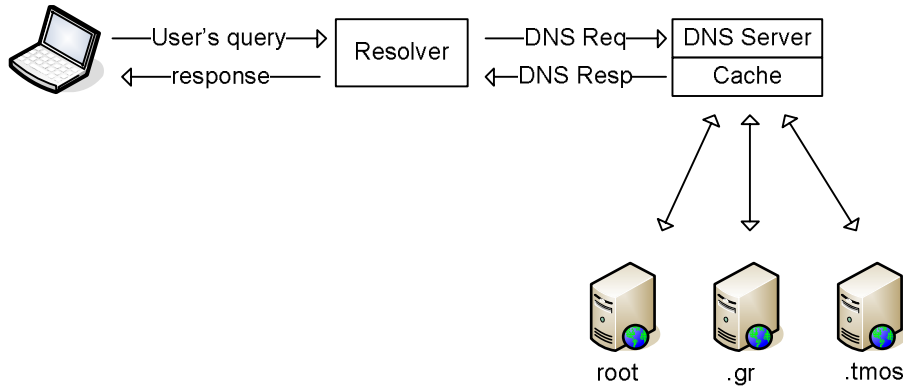 User's query
response
Resolver
DNS Req
DNS Resp
DNS Server
Cache
root
.gr
.tmos